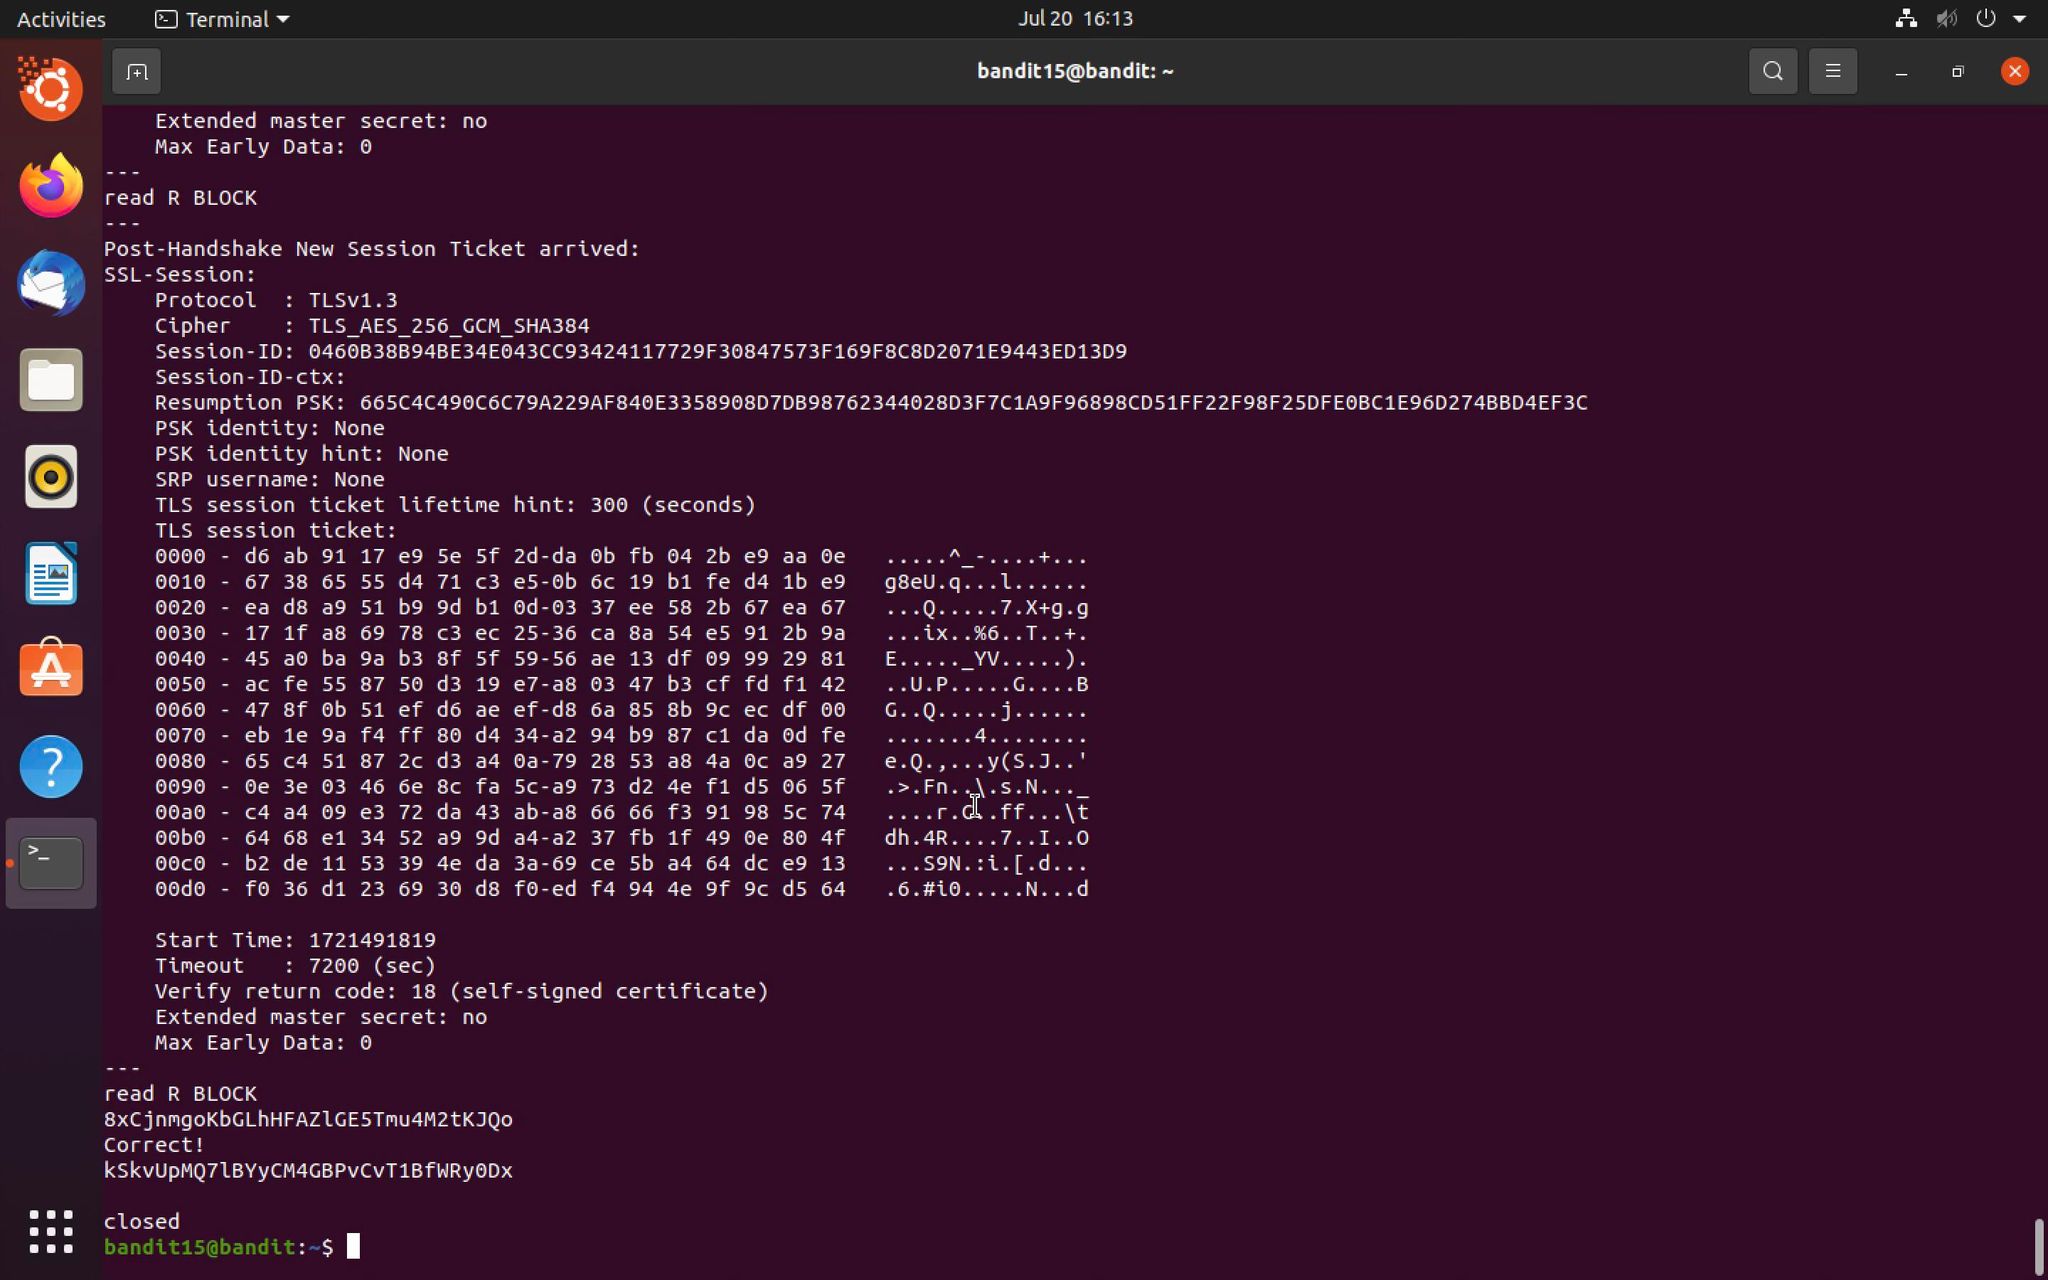 Activities
Terminal
Jul 20 16:13
bandit15@bandit: ~
    Extended master secret: no
    Max Early Data: 0
---
read R BLOCK
---
Post-Handshake New Session Ticket arrived:
SSL-Session:
    Protocol  : TLSv1.3
    Cipher    : TLS_AES_256_GCM_SHA384
    Session-ID: 0460B38B94BE34E043CC93424117729F30847573F169F8C8D2071E9443ED13D9
    Session-ID-ctx:
    Resumption PSK: 665C4C490C6C79A229AF840E3358908D7DB98762344028D3F7C1A9F96898CD51FF22F98F25DFE0BC1E96D274BBD4EF3C
    PSK identity: None
    PSK identity hint: None
    SRP username: None
    TLS session ticket lifetime hint: 300 (seconds)
    TLS session ticket:
    0000 - d6 ab 91 17 e9 5e 5f 2d-da 0b fb 04 2b e9 aa 0e   .....^_-....+...
    0010 - 67 38 65 55 d4 71 c3 e5-0b 6c 19 b1 fe d4 1b e9   g8eU.q...l......
    0020 - ea d8 a9 51 b9 9d b1 0d-03 37 ee 58 2b 67 ea 67   ...Q.....7.X+g.g
    0030 - 17 1f a8 69 78 c3 ec 25-36 ca 8a 54 e5 91 2b 9a   ...ix..%6..T..+.
    0040 - 45 a0 ba 9a b3 8f 5f 59-56 ae 13 df 09 99 29 81   E....._YV.....).
    0050 - ac fe 55 87 50 d3 19 e7-a8 03 47 b3 cf fd f1 42   ..U.P.....G....B
    0060 - 47 8f 0b 51 ef d6 ae ef-d8 6a 85 8b 9c ec df 00   G..Q.....j......
    0070 - eb 1e 9a f4 ff 80 d4 34-a2 94 b9 87 c1 da 0d fe   .......4........
    0080 - 65 c4 51 87 2c d3 a4 0a-79 28 53 a8 4a 0c a9 27   e.Q.,...y(S.J..'
    0090 - 0e 3e 03 46 6e 8c fa 5c-a9 73 d2 4e f1 d5 06 5f   .>.Fn..\.s.N..._
    00a0 - c4 a4 09 e3 72 da 43 ab-a8 66 66 f3 91 98 5c 74   ....r.C..ff...\t
    00b0 - 64 68 e1 34 52 a9 9d a4-a2 37 fb 1f 49 0e 80 4f   dh.4R....7..I..O
    00c0 - b2 de 11 53 39 4e da 3a-69 ce 5b a4 64 dc e9 13   ...S9N.:i.[.d...
    00d0 - f0 36 d1 23 69 30 d8 f0-ed f4 94 4e 9f 9c d5 64   .6.#i0.....N...d
    Start Time: 1721491819
    Timeout   : 7200 (sec)
    Verify return code: 18 (self-signed certificate)
    Extended master secret: no
    Max Early Data: 0
---
read R BLOCK
8xCjnmgoKbGLhHFAZlGE5Tmu4M2tKJQo
Correct!
kSkvUpMQ7lBYyCM4GBPvCvT1BfWRy0Dx
closed
bandit15@bandit:~$